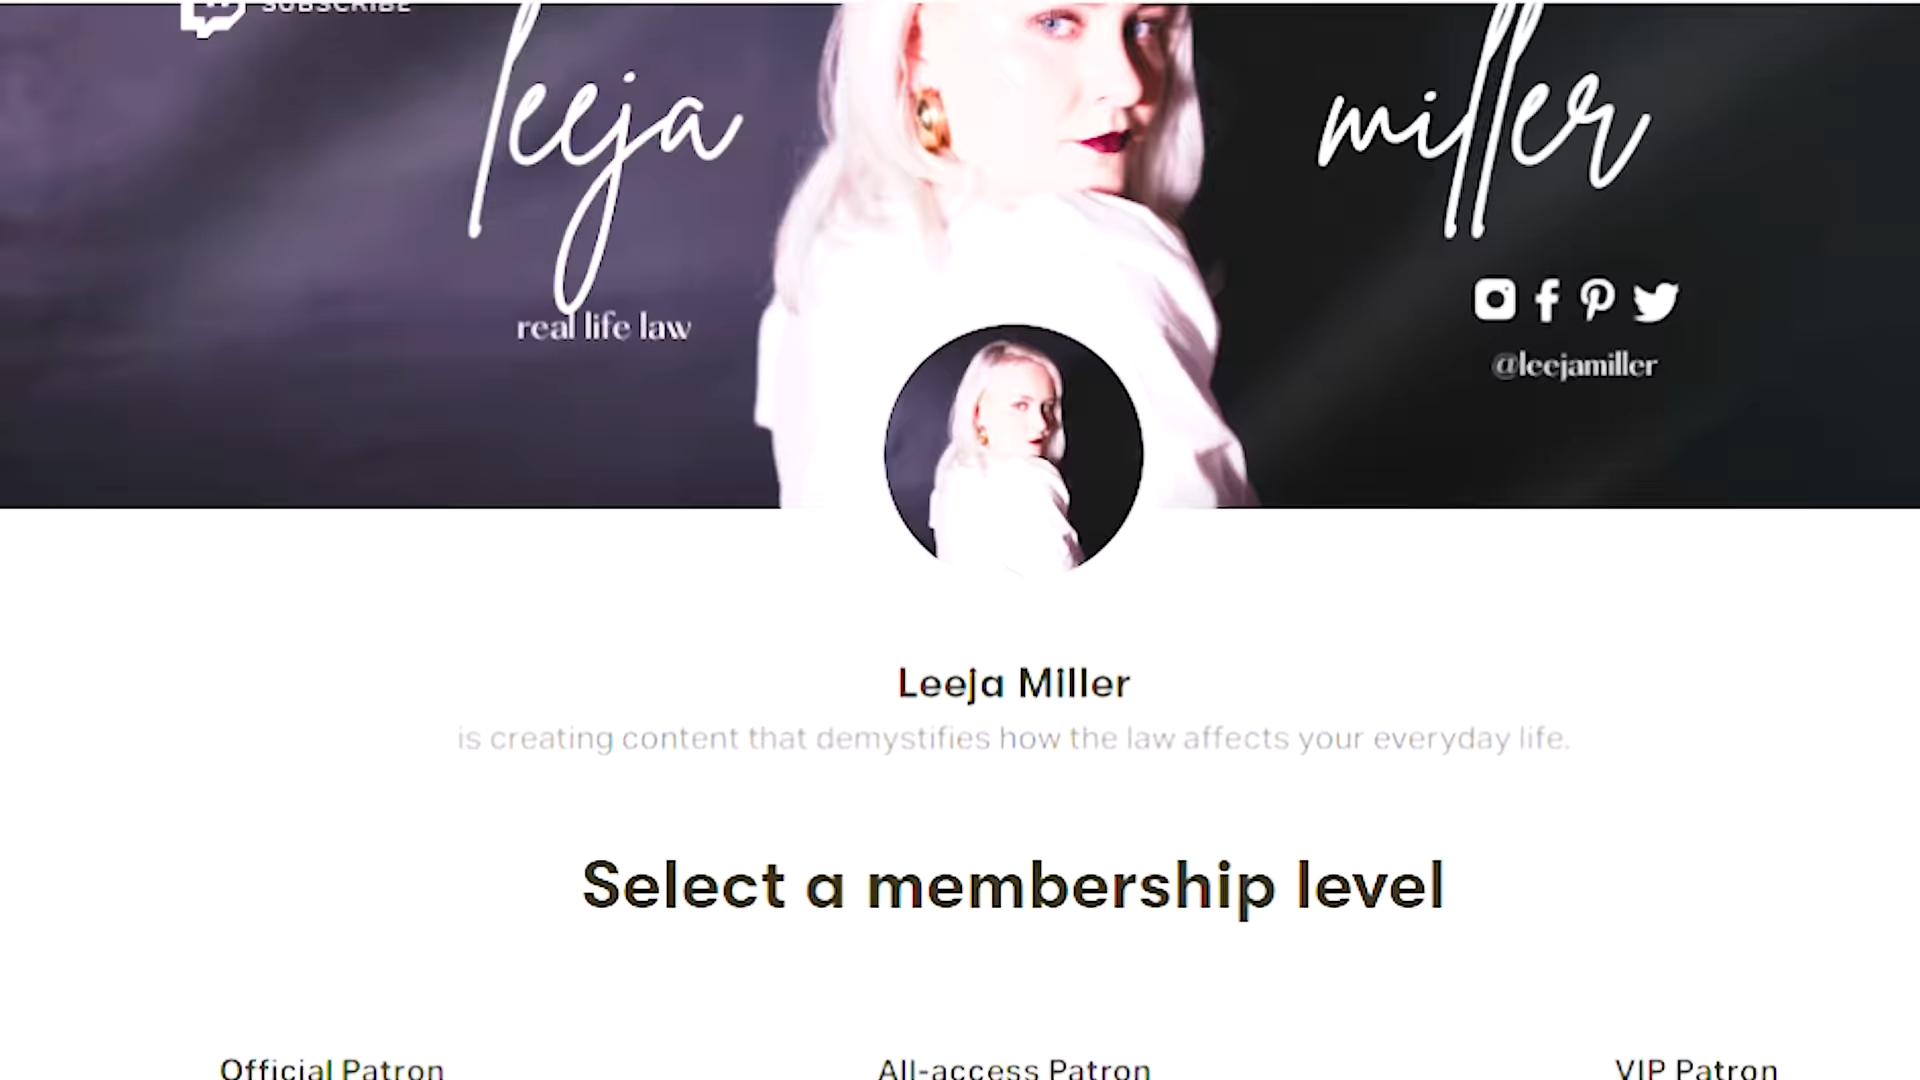 SUBSCRIBE
leeja
miller
real life law
@leejamiller
Leeja Miller
is creating content that demystifies how the law affects your everyday life.
Select a membership level
Official Patron
All-access Patron
VIP Patron